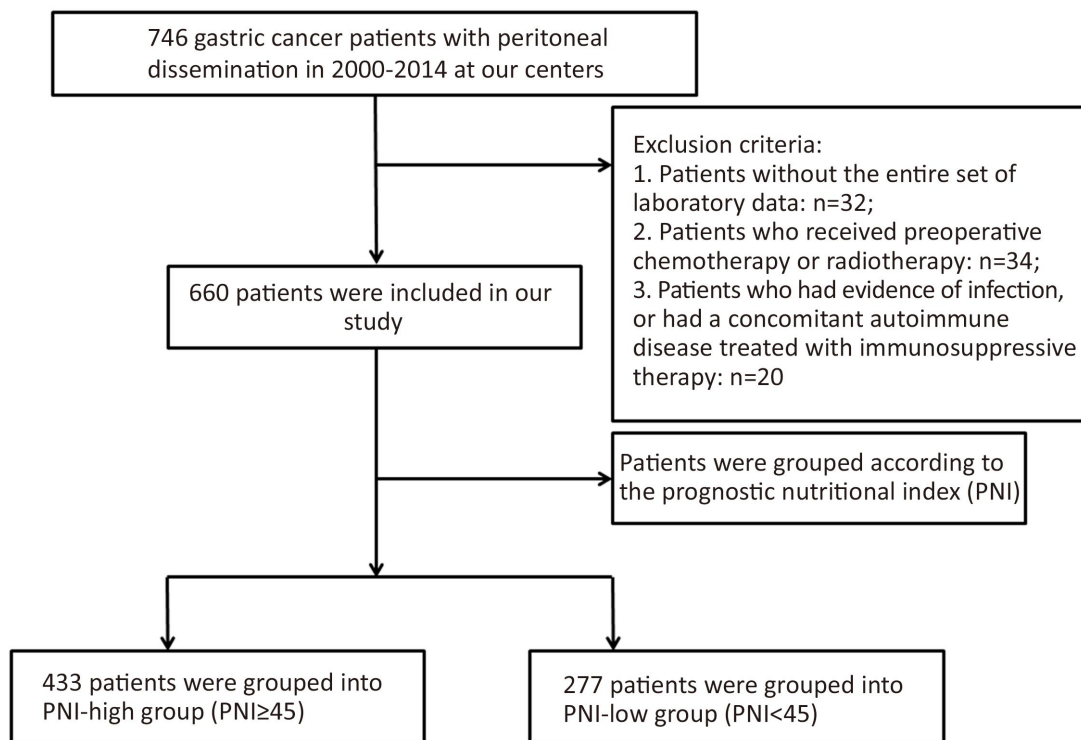 746 gastric cancer patients with peritoneal
dissemination in 2000-2014 at our centers
Exclusion criteria:
1. Patients without the entire set of
laboratory data: n=32;
2. Patients who received preoperative
chemotherapy or radiotherapy: n=34;
3. Patients who had evidence of infection,
or had a concomitant autoimmune
disease treated with immunosuppressive
therapy: n=20
660 patients were included in our
study
Patients were grouped according to
the prognostic nutritional index (PNI)
433 patients were grouped into
PNI-high group (PNI≥45)
277 patients were grouped into
PNI-low group (PNI<45)